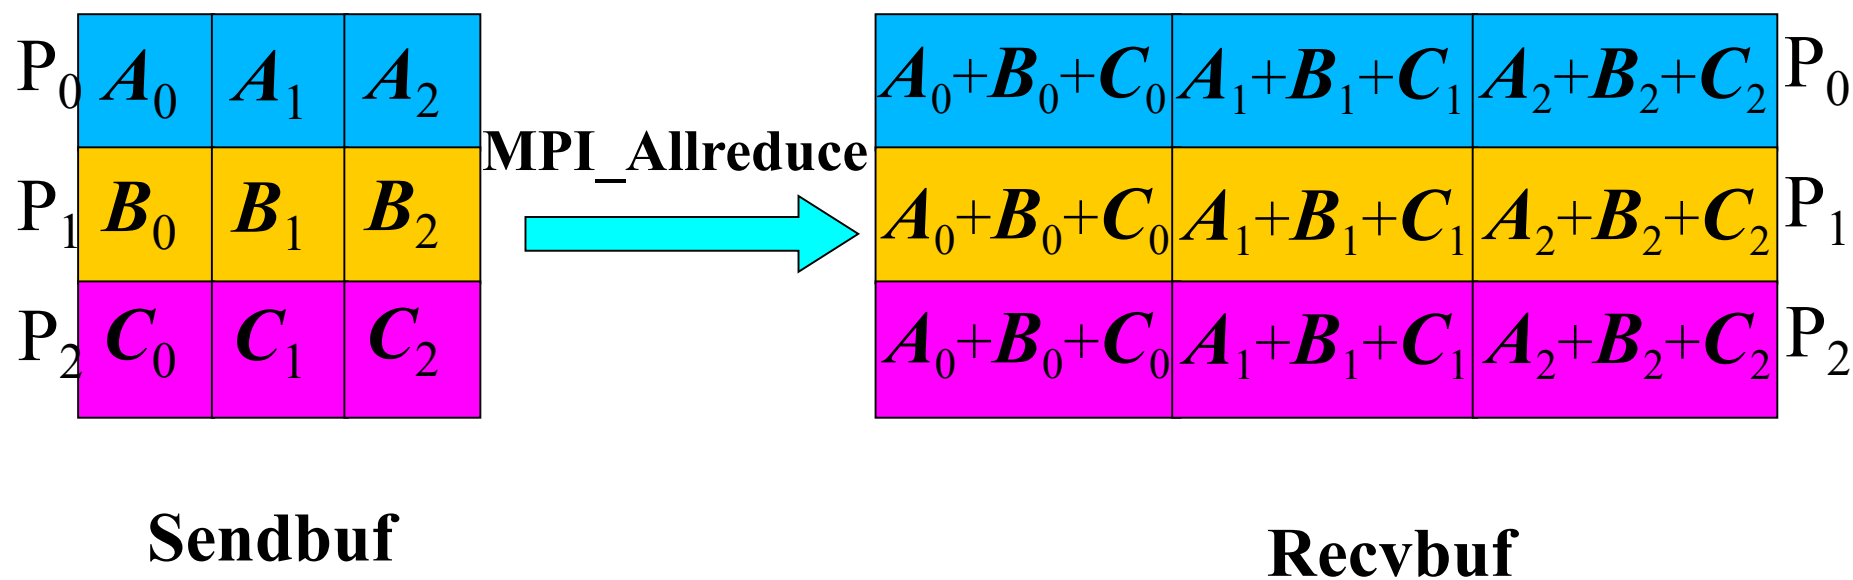 P₀ A₀ A₁ A₂ A₀+B₀+C₀ A₁+B₁+C₁ A₂+B₂+C₂ P₀
MPI_Allreduce
P₁ B₀ B₁ B₂ A₀+B₀+C₀ A₁+B₁+C₁ A₂+B₂+C₂ P₁
P₂ C₀ C₁ C₂ A₀+B₀+C₀ A₁+B₁+C₁ A₂+B₂+C₂ P₂
Sendbuf Recvbuf